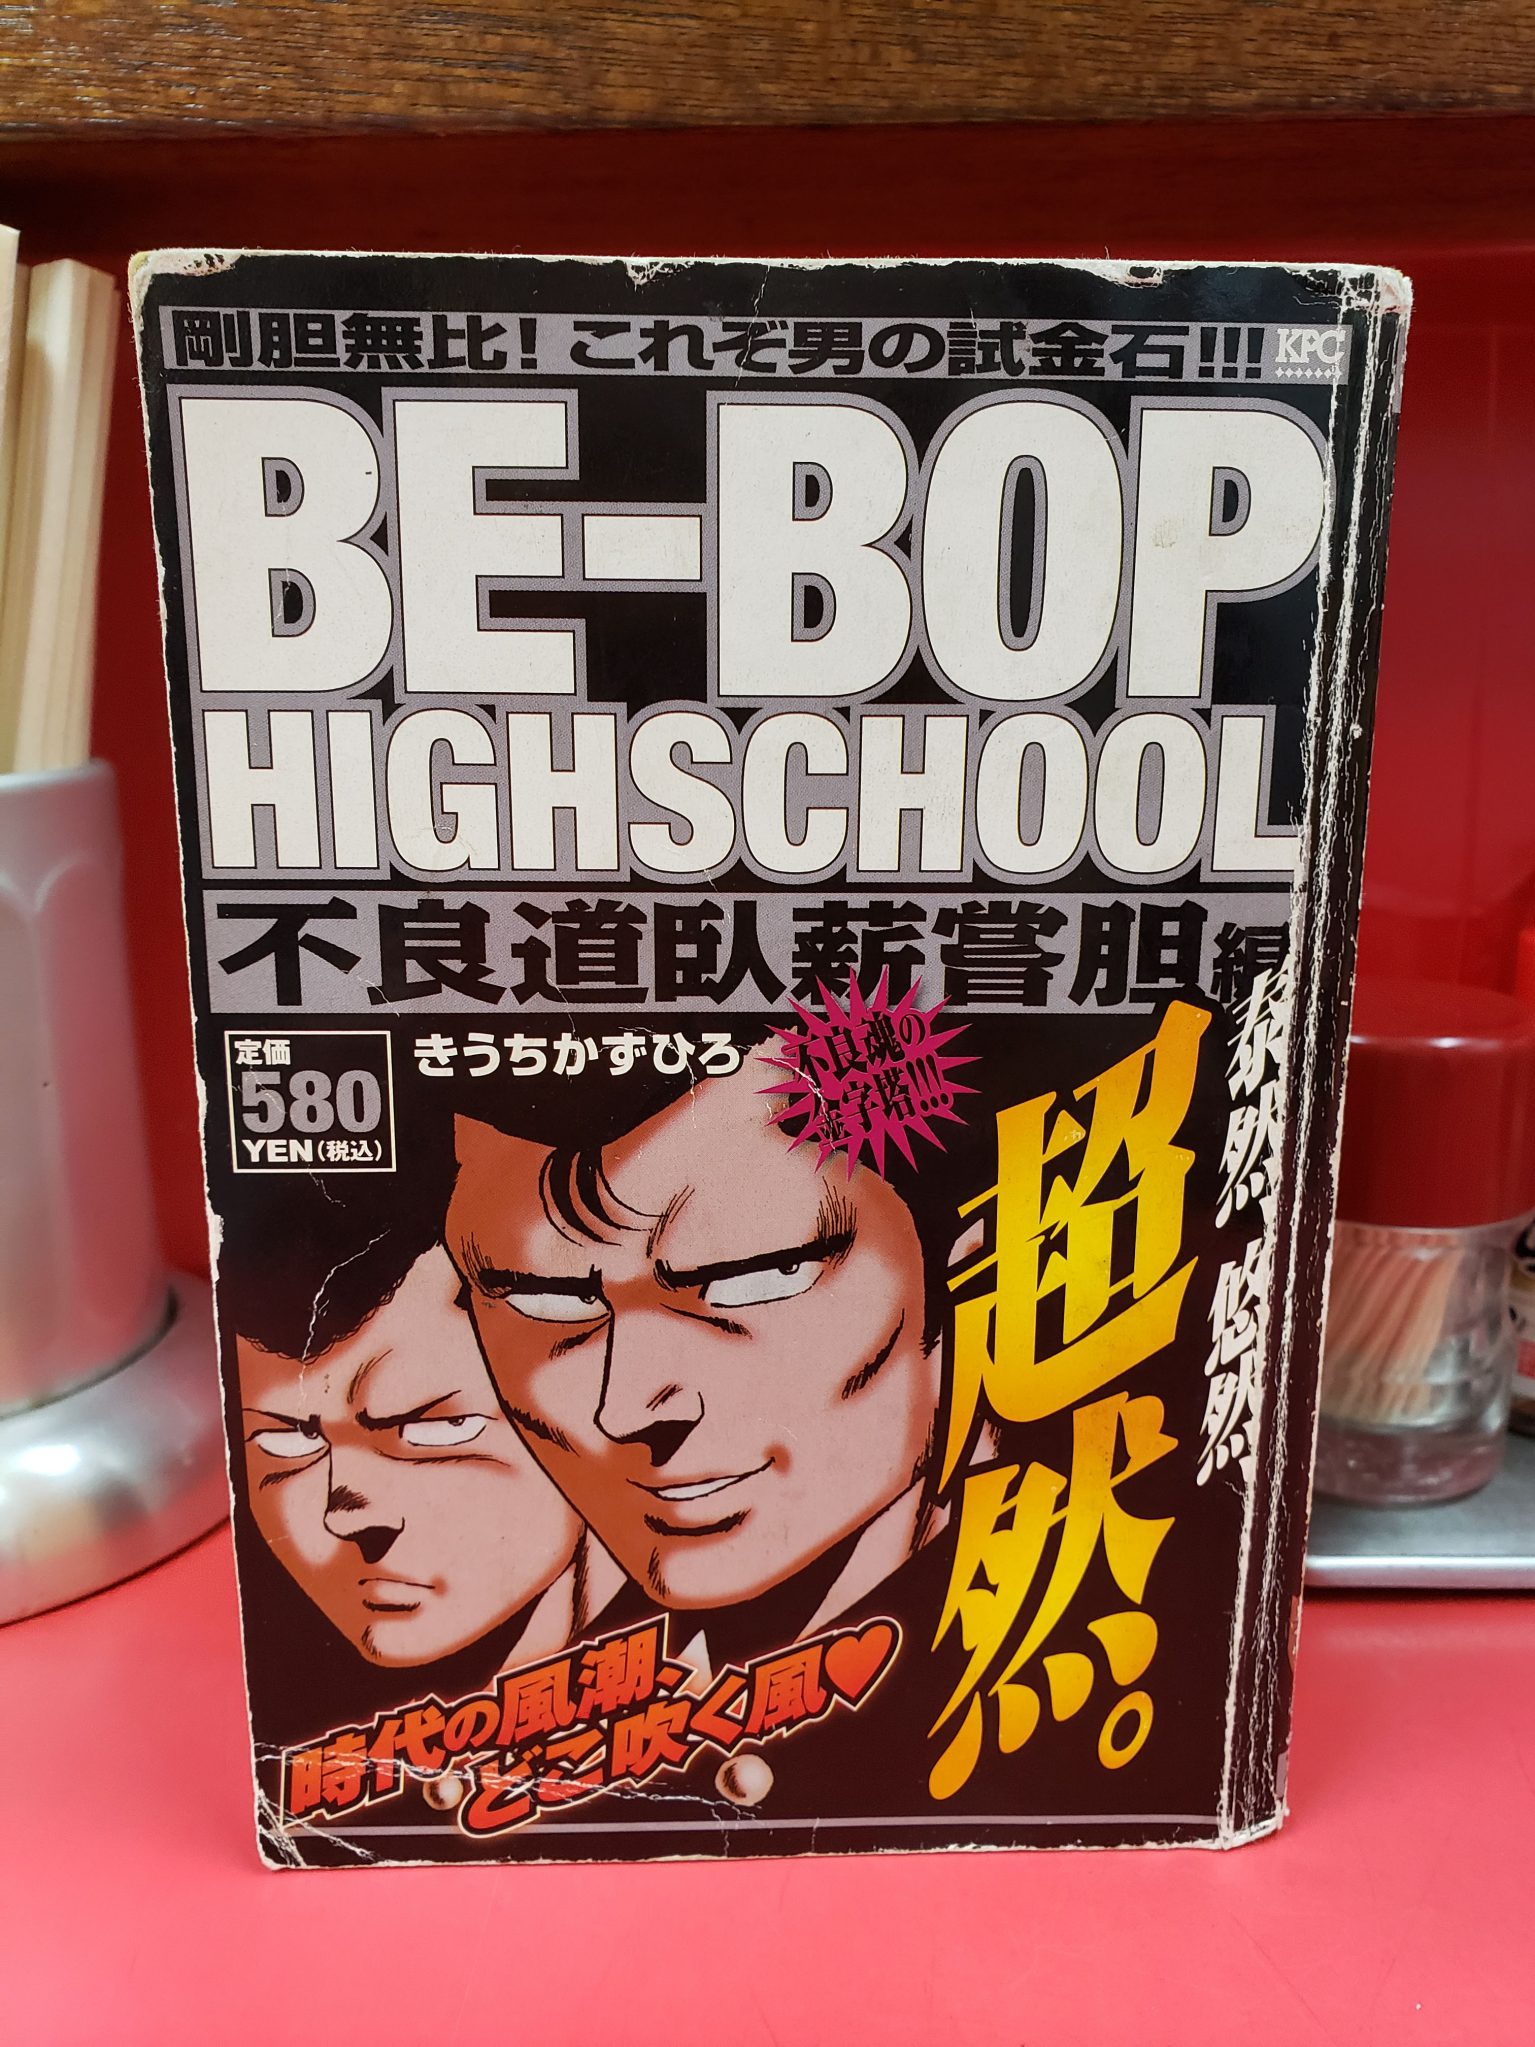 剛胆無比！これぞ男の試金石!!!
KPC
BE-BOP
HIGHSCHOOL
不良道臥薪嘗胆編
定価
580
YEN(税込)
きうちかずひろ
不良魂の
金字塔!!!!
泰然、悠然、
超然。
時代の風潮、
どこ吹く風♥